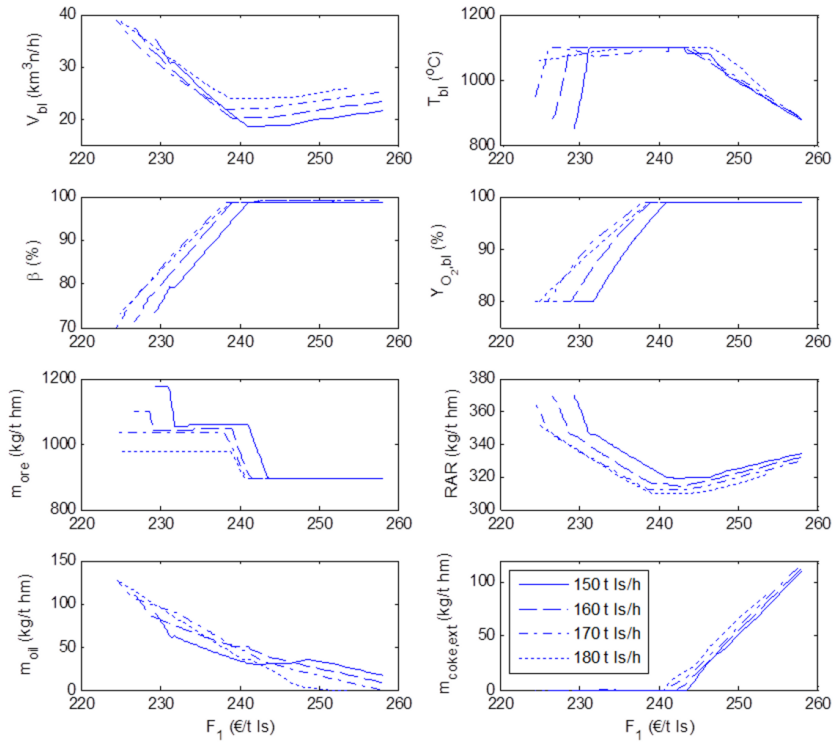 40
30
20
V_bl (km³n/h)
220 230 240 250 260
1200
1000
800
T_bl (°C)
220 230 240 250 260
100
90
80
70
β (%)
220 230 240 250 260
100
90
80
Y_O₂,bl (%)
220 230 240 250 260
1200
1000
800
m_ore (kg/t hm)
220 230 240 250 260
380
360
340
320
300
RAR (kg/t hm)
220 230 240 250 260
150
100
50
0
m_oil (kg/t hm)
220 230 240 250 260
F₁ (€/t ls)
100
50
0
m_coke,ext (kg/t hm)
150 t ls/h
160 t ls/h
170 t ls/h
180 t ls/h
220 230 240 250 260
F₁ (€/t ls)